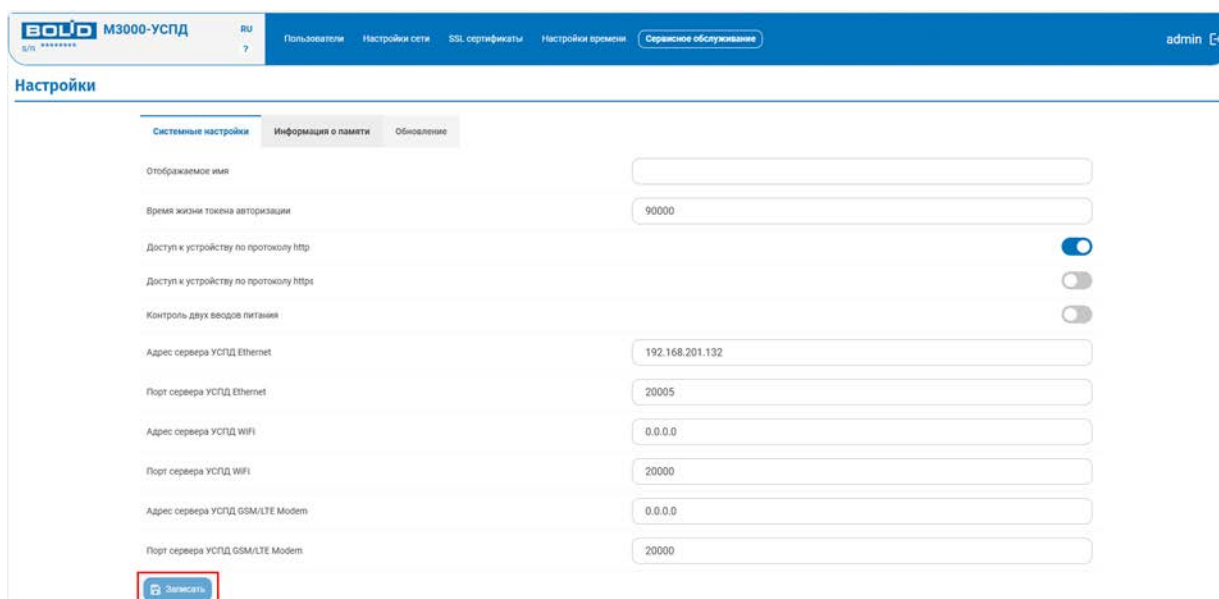 BOLID М3000-УСПД RU
s/n ******** ?
Пользователи Настройки сети SSL сертификаты Настройки времени Сервисное обслуживание admin
Настройки
Системные настройки Информация о памяти Обновление
Отображаемое имя
Время жизни токена авторизации 90000
Доступ к устройству по протоколу http
Доступ к устройству по протоколу https
Контроль двух вводов питания
Адрес сервера УСПД Ethernet 192.168.201.132
Порт сервера УСПД Ethernet 20005
Адрес сервера УСПД WiFi 0.0.0.0
Порт сервера УСПД WiFi 20000
Адрес сервера УСПД GSM/LTE Modem 0.0.0.0
Порт сервера УСПД GSM/LTE Modem 20000
Записать